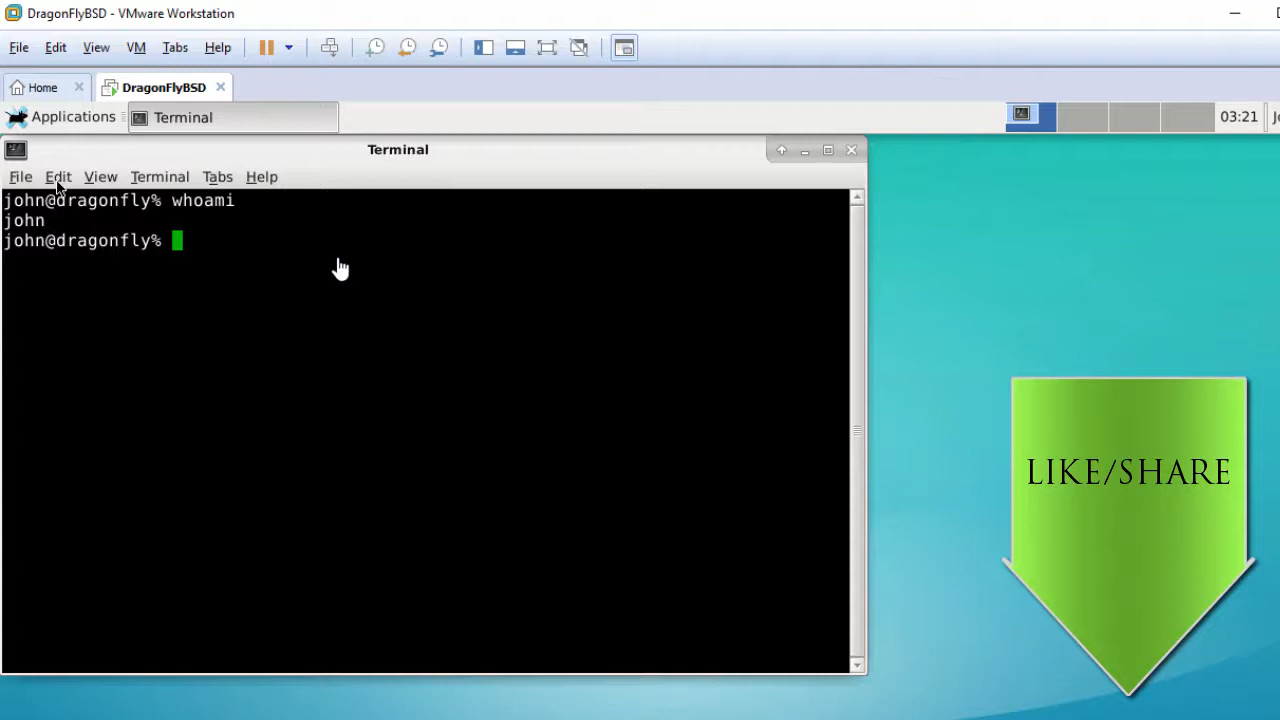 DragonFlyBSD - VMware Workstation
File Edit View VM Tabs Help
Home DragonFlyBSD
Applications Terminal 03:21
Terminal
File Edit View Terminal Tabs Help
john@dragonfly% whoami
john
john@dragonfly%
LIKE/SHARE